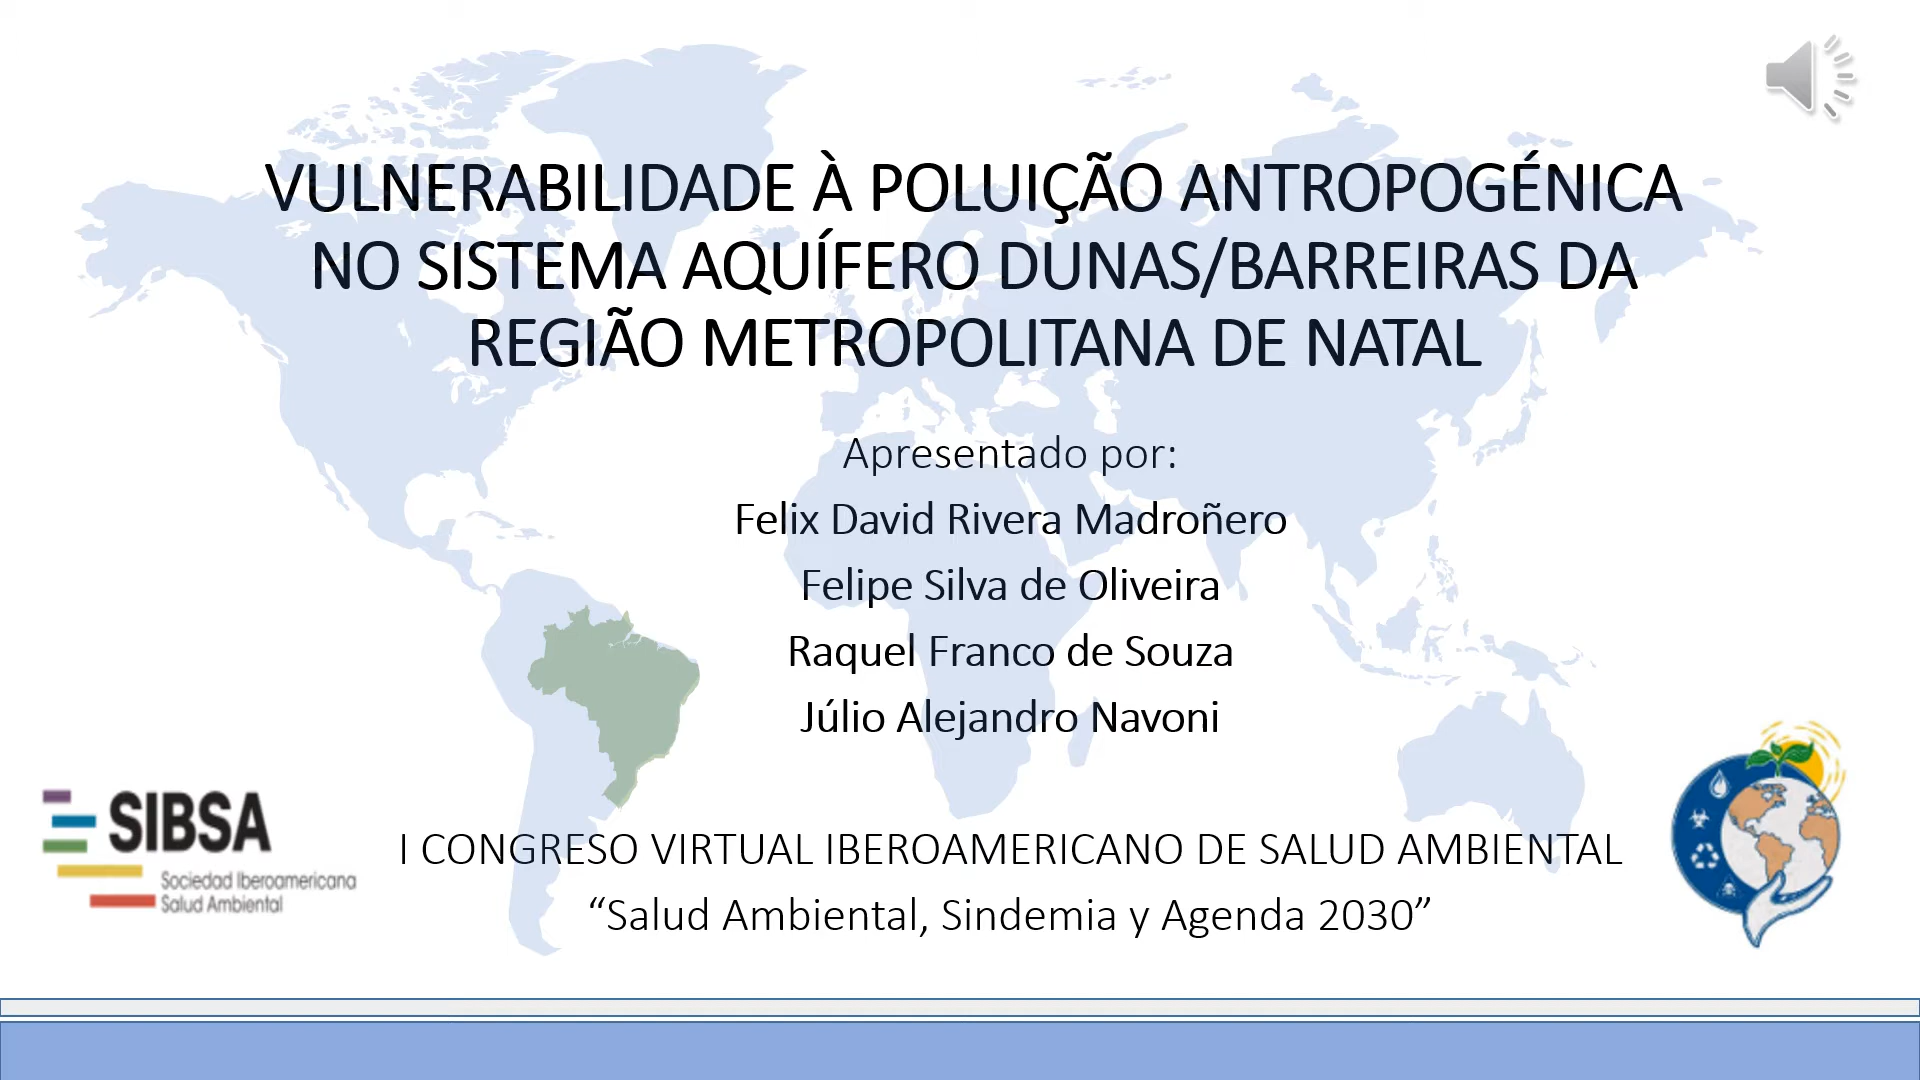 VULNERABILIDADE À POLUIÇÃO ANTROPOGÉNICA
NO SISTEMA AQUÍFERO DUNAS/BARREIRAS DA
REGIÃO METROPOLITANA DE NATAL
Apresentado por:
Felix David Rivera Madroñero
Felipe Silva de Oliveira
Raquel Franco de Souza
Júlio Alejandro Navoni
SIBSA
Sociedad Iberoamericana
Salud Ambiental
I CONGRESO VIRTUAL IBEROAMERICANO DE SALUD AMBIENTAL
“Salud Ambiental, Sindemia y Agenda 2030”